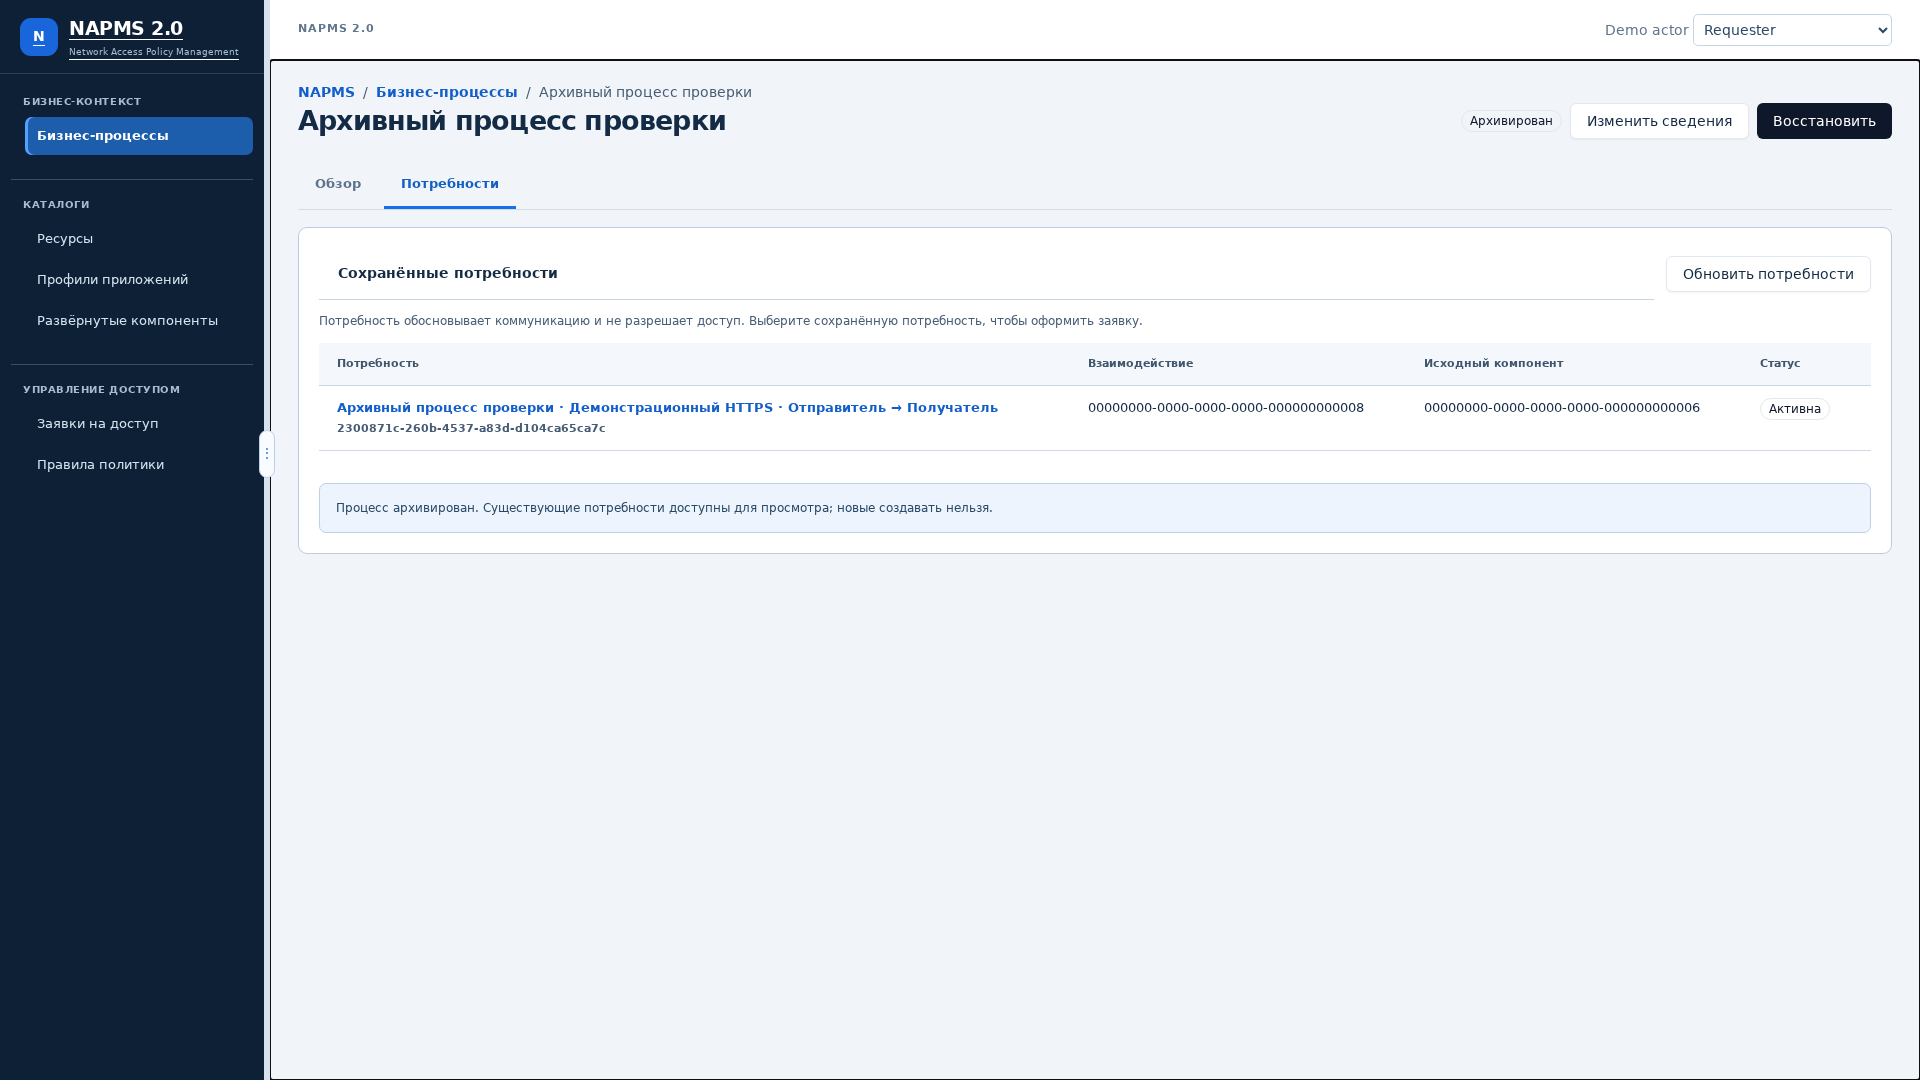 N
NAPMS 2.0
Network Access Policy Management
БИЗНЕС-КОНТЕКСТ
Бизнес-процессы
КАТАЛОГИ
Ресурсы
Профили приложений
Развёрнутые компоненты
УПРАВЛЕНИЕ ДОСТУПОМ
Заявки на доступ
Правила политики
NAPMS 2.0
Demo actor Requester
NAPMS / Бизнес-процессы / Архивный процесс проверки
Архивный процесс проверки
Архивирован Изменить сведения Восстановить
Обзор Потребности
Сохранённые потребности
Обновить потребности
Потребность обосновывает коммуникацию и не разрешает доступ. Выберите сохранённую потребность, чтобы оформить заявку.
Потребность Взаимодействие Исходный компонент Статус
Архивный процесс проверки · Демонстрационный HTTPS · Отправитель → Получатель 00000000-0000-0000-0000-000000000008 00000000-0000-0000-0000-000000000006 Активна
2300871c-260b-4537-a83d-d104ca65ca7c
Процесс архивирован. Существующие потребности доступны для просмотра; новые создавать нельзя.